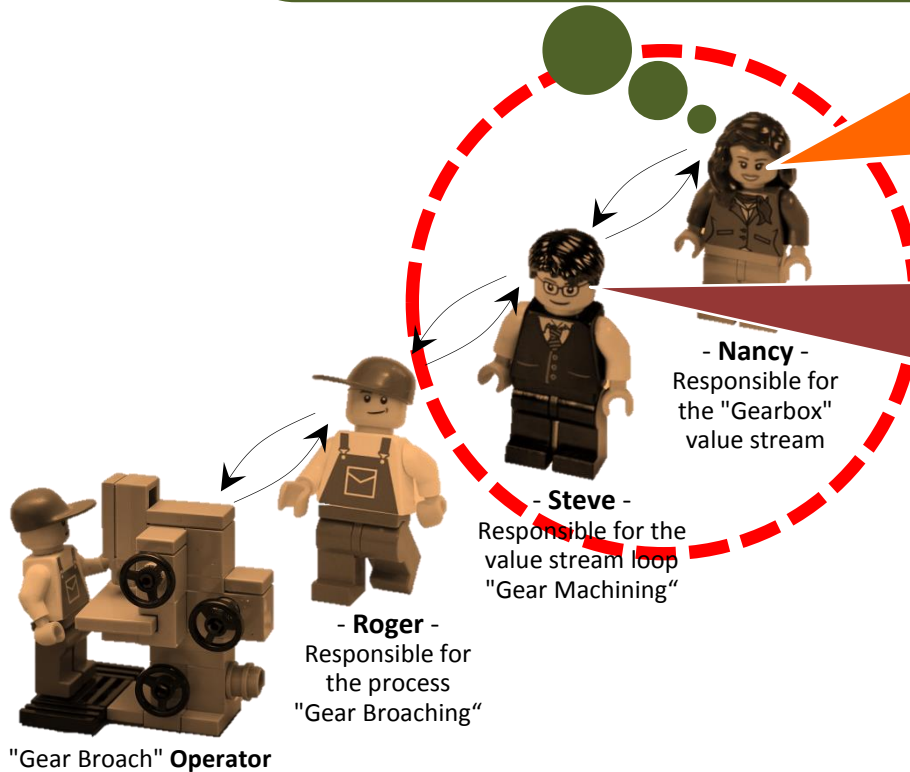 - Nancy -
Responsible for
the "Gearbox"
value stream
- Steve -
Responsible for the
value stream loop
"Gear Machining“
- Roger -
Responsible for
the process
"Gear Broaching“
"Gear Broach" Operator